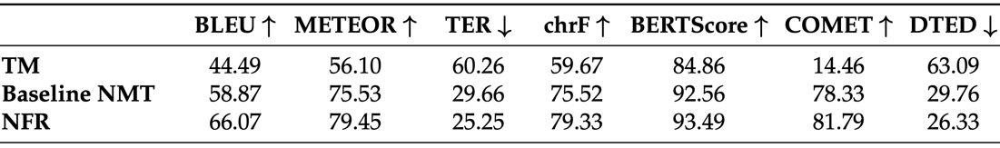 BLEU ↑ METEOR ↑ TER ↓ chrF ↑ BERTScore ↑ COMET ↑ DTED ↓
TM 44.49 56.10 60.26 59.67 84.86 14.46 63.09
Baseline NMT 58.87 75.53 29.66 75.52 92.56 78.33 29.76
NFR 66.07 79.45 25.25 79.33 93.49 81.79 26.33